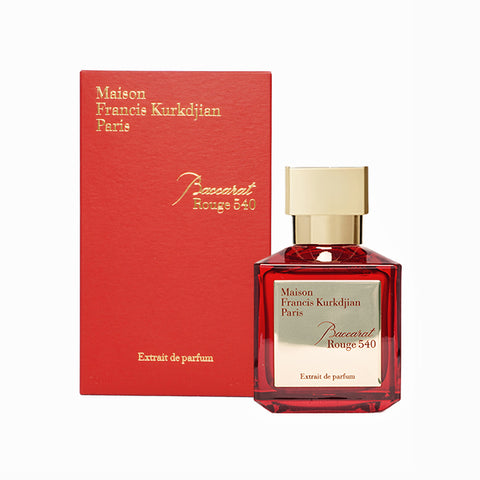 Maison
Francis Kurkdjian
Paris
Baccarat
Rouge 540
Extrait de parfum
Maison
Francis Kurkdjian
Paris
Baccarat
Rouge 540
Extrait de parfum